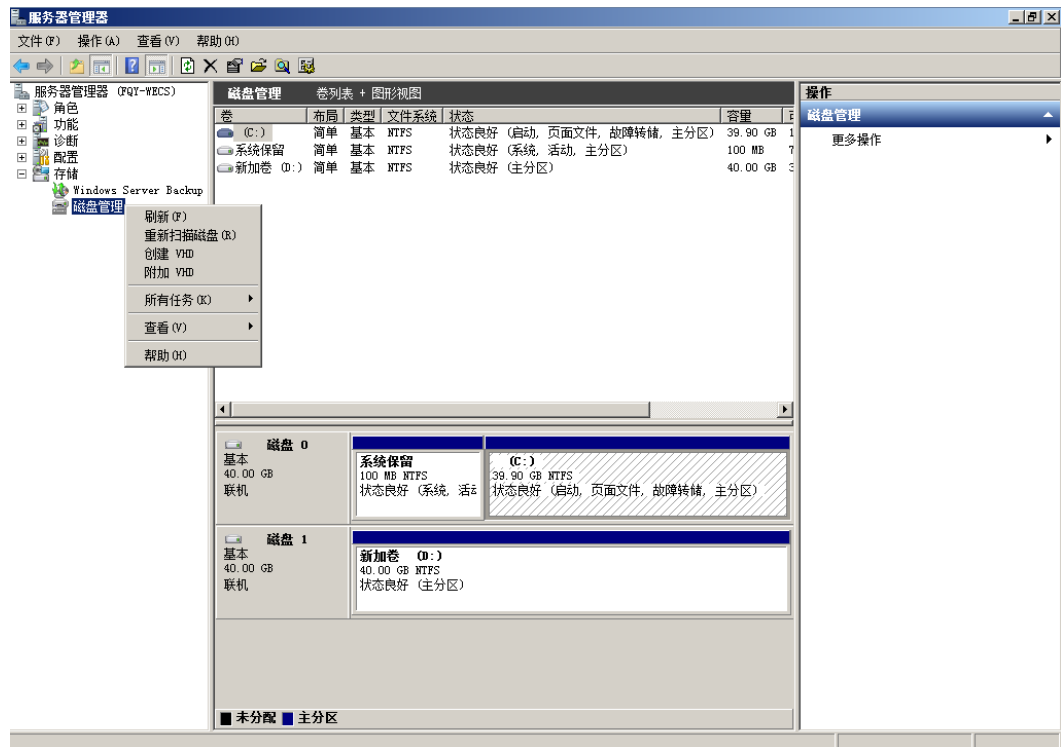 服务器管理器
文件(F) 操作(A) 查看(V) 帮助(H)
服务器管理器 (FQY-WECS)
角色
功能
诊断
配置
存储
Windows Server Backup
磁盘管理
刷新(F)
重新扫描磁盘(R)
创建 VHD
附加 VHD
所有任务(K)
查看(V)
帮助(H)
磁盘管理 卷列表 + 图形视图
卷 布局 类型 文件系统 状态 容量
(C:) 简单 基本 NTFS 状态良好 (启动, 页面文件, 故障转储, 主分区) 39.90 GB 1
系统保留 简单 基本 NTFS 状态良好 (系统, 活动, 主分区) 100 MB 7
新加卷 (D:) 简单 基本 NTFS 状态良好 (主分区) 40.00 GB
磁盘 0
基本
40.00 GB
联机
系统保留
100 MB NTFS
状态良好 (系统, 活
(C:)
39.90 GB NTFS
状态良好 (启动, 页面文件, 故障转储, 主分区)
磁盘 1
基本
40.00 GB
联机
新加卷 (D:)
40.00 GB NTFS
状态良好 (主分区)
未分配 主分区
操作
磁盘管理
更多操作